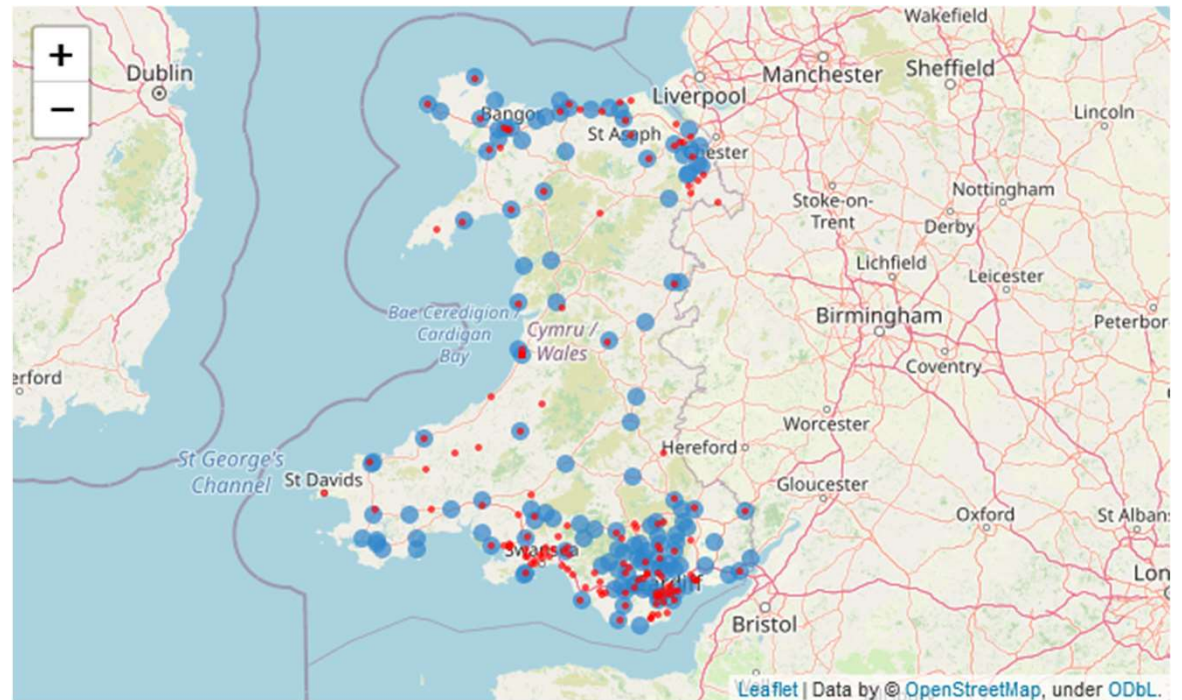 +
−
Wakefield
Dublin
Manchester
Sheffield
Liverpool
Lincoln
Bangor
St Asaph
Nottingham
Stoke-on-
Trent
Derby
Lichfield
Leicester
Bae Ceredigion /
Cardigan
Bay
Cymru /
Wales
Birmingham
Peterbor
erford
Coventry
Worcester
Hereford
St George's
Channel
St Davids
Gloucester
Oxford
St Albans
Swansea
Lon
Bristol
Leaflet | Data by © OpenStreetMap, under ODbL.